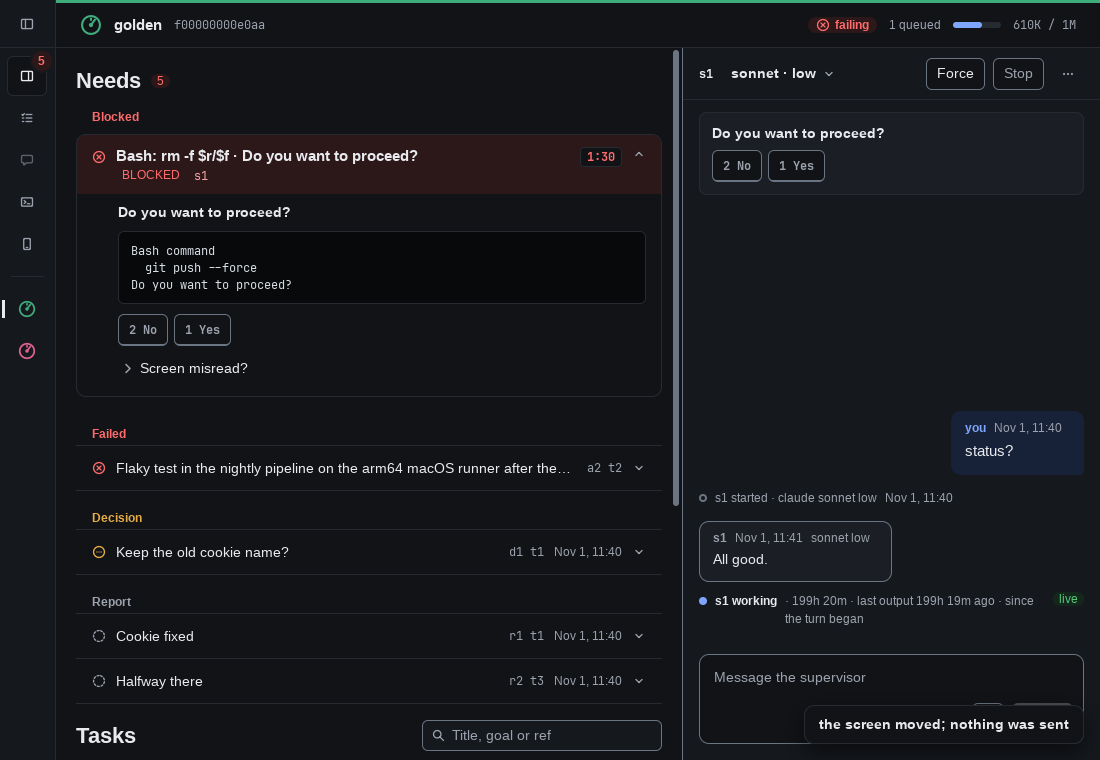 golden f00000000e0aa failing 1 queued 610K / 1M
5
Needs 5
Blocked
Bash: rm -f $r/$f · Do you want to proceed? 1:30
BLOCKED s1
Do you want to proceed?
Bash command
git push --force
Do you want to proceed?
2 No 1 Yes
Screen misread?
Failed
Flaky test in the nightly pipeline on the arm64 macOS runner after the… a2 t2
Decision
Keep the old cookie name? d1 t1 Nov 1, 11:40
Report
Cookie fixed r1 t1 Nov 1, 11:40
Halfway there r2 t3 Nov 1, 11:40
Tasks Title, goal or ref
s1 sonnet · low Force Stop ···
Do you want to proceed?
2 No 1 Yes
you Nov 1, 11:40
status?
s1 started · claude sonnet low Nov 1, 11:40
s1 Nov 1, 11:41 sonnet low
All good.
s1 working · 199h 20m · last output 199h 19m ago · since live
the turn began
Message the supervisor
the screen moved; nothing was sent